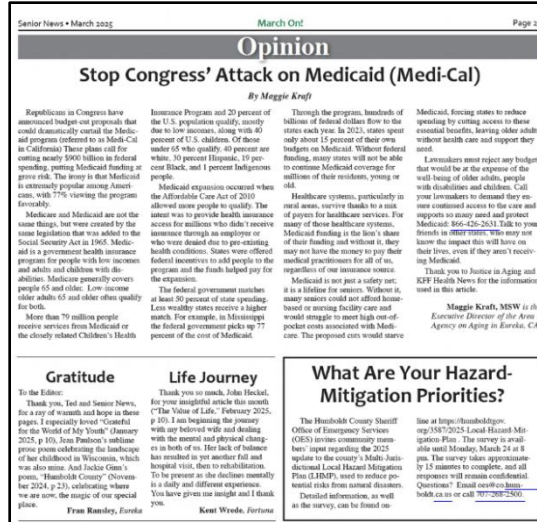 Senior News • March 2025
March On!
Page 2
Opinion
Stop Congress' Attack on Medicaid (Medi-Cal)
By Maggie Kraft
Republicans in Congress have
announced budget-cut proposals that
could dramatically curtail the Medic-
aid program (referred to as Medi-Cal
in California) These plans call for
cutting nearly $900 billion in federal
spending, putting Medicaid funding at
grave risk. The irony is that Medicaid
is extremely popular among Ameri-
cans, with 77% viewing the program
favorably.
Medicare and Medicaid are not the
same things, but were created by the
same legislation that was added to the
Social Security Act in 1965. Medic-
aid is a government health insurance
program for people with low incomes
and adults and children with dis-
abilities. Medicare generally covers
people 65 and older. Low-income
older adults 65 and older often qualify
for both.
More than 79 million people
receive services from Medicaid or
the closely related Children's Health
Insurance Program and 20 percent of
the U.S. population qualify, mostly
due to low incomes, along with 40
percent of U.S. children. Of those
under 65 who qualify, 40 percent are
white, 30 percent Hispanic, 19 per-
cent Black, and 1 percent Indigenous
people.
Medicaid expansion occurred when
the Affordable Care Act of 2010
allowed more people to qualify. The
intent was to provide health insurance
access for millions who didn't receive
insurance through an employer or
who were denied due to pre-existing
health conditions. States were offered
federal incentives to add people to the
program and the funds helped pay for
the expansion.
The federal government matches
at least 50 percent of state spending.
Less wealthy states receive a higher
match. For example, in Mississippi
the federal government picks up 77
percent of the cost of Medicaid.
Through the program, hundreds of
billions of federal dollars flow to the
states each year. In 2023, states spent
only about 15 percent of their own
budgets on Medicaid. Without federal
funding, many states will not be able
to continue Medicaid coverage for
millions of their residents, young or
old.
Healthcare systems, particularly in
rural areas, survive thanks to a mix
of payers for healthcare services. For
many of those healthcare systems,
Medicaid funding is the lion's share
of their funding and without it, they
may not have the money to pay their
medical practitioners for all of us,
regardless of our insurance source.
Medicaid is not just a safety net;
it is a lifeline for seniors. Without it,
many seniors could not afford home-
based or nursing facility care and
would struggle to meet high out-of-
pocket costs associated with Medi-
care. The proposed cuts would starve
Medicaid, forcing states to reduce
spending by cutting access to these
essential benefits, leaving older adults
without health care and support they
need.
Lawmakers must reject any budget
that would be at the expense of the
well-being of older adults, people
with disabilities and children. Call
your lawmakers to demand they en-
sure continued access to the care and
supports so many need and protect
Medicaid: 866-426-2631. Talk to your
friends in other states, who may not
know the impact this will have on
their lives, even if they aren't receiv-
ing Medicaid.
Thank you to Justice in Aging and
KFF Health News for the information
used in this article.
Maggie Kraft, MSW is the
Executive Director of the Area
Agency on Aging in Eureka, CA
Gratitude
To the Editor:
Thank you, Ted and Senior News,
for a ray of warmth and hope in these
pages. I especially loved "Grateful
for the World of My Youth" (January
2025, p 10), Jean Paulson's sublime
prose poem celebrating the landscape
of her childhood in Wisconsin, which
was also mine. And Jackie Ginn's
poem, "Humboldt County" (Novem-
ber 2024, p 23), celebrating where
we are now, the magic of our special
place.
Fran Ransley, Eureka
Life Journey
Thank you so much, John Heckel,
for your insightful article this month
("The Value of Life," February 2025,
p 10). I am beginning the journey
with my beloved wife and dealing
with the mental and physical chang-
es in both of us. Her lack of balance
has resulted in yet another fall and
hospital visit, then to rehabilitation.
To be present as she declines mentally
is a daily and different experience.
You have given me insight and I thank
you.
Kent Wrede, Fortuna
What Are Your Hazard-
Mitigation Priorities?
The Humboldt County Sheriff
Office of Emergency Services
(OES) invites community mem-
bers' input regarding the 2025
update to the county's Multi-Juris-
dictional Local Hazard Mitigation
Plan (LHMP), used to reduce po-
tential risks from natural disasters.
Detailed information, as well
as the survey, can be found on-
line at https://humboldtgov.
org/3587/2025-Local-Hazard-Mit-
igation-Plan . The survey is avail-
able until Monday, March 24 at 8
pm. The survey takes approximate-
ly 15 minutes to complete, and all
responses will remain confidential.
Questions? Email oes@co.hum-
boldt.ca.us or call 707-268-2500.